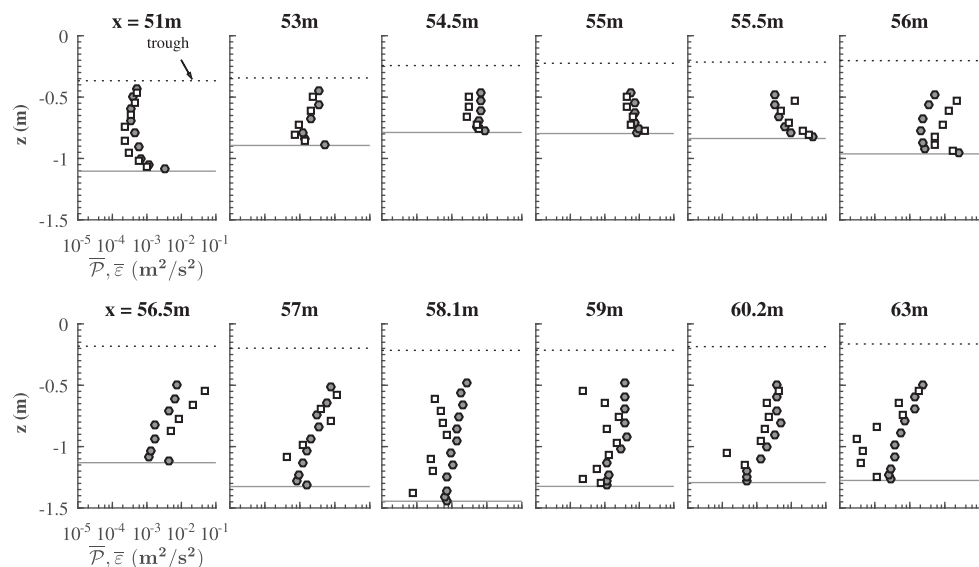 x = 51m 53m 54.5m 55m 55.5m 56m
0
trough
-0.5
z (m)
-1
-1.5
10^-5 10^-4 10^-3 10^-2 10^-1
P̅, ε̅ (m²/s²)
x = 56.5m 57m 58.1m 59m 60.2m 63m
0
-0.5
z (m)
-1
-1.5
10^-5 10^-4 10^-3 10^-2 10^-1
P̅, ε̅ (m²/s²)